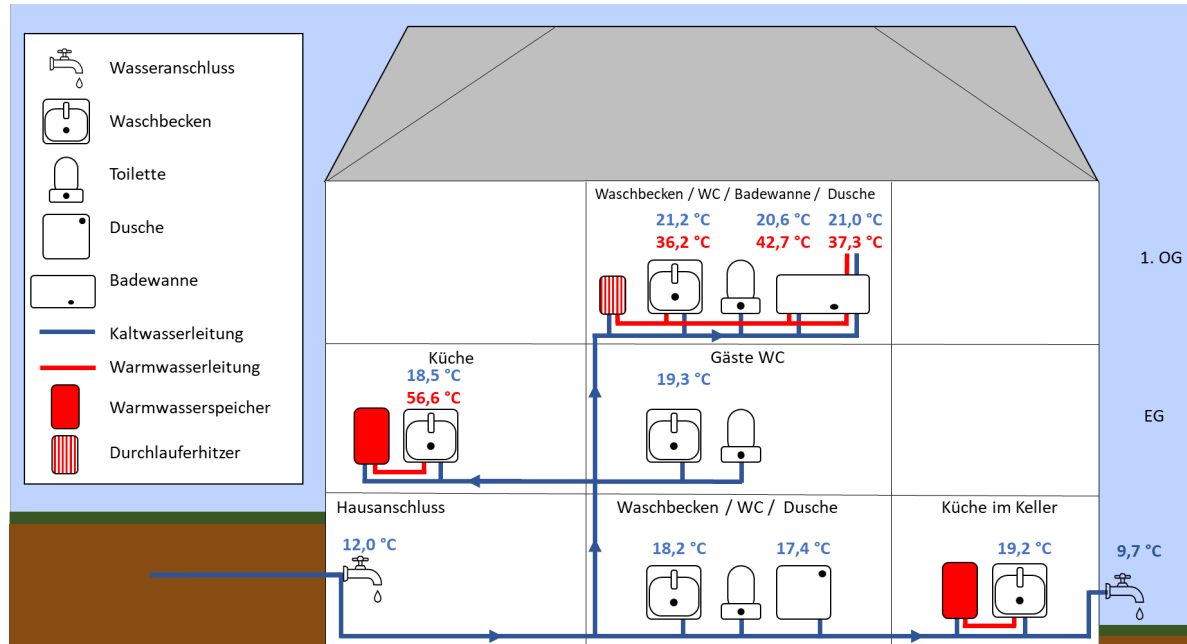 Wasseranschluss
Waschbecken
Toilette
Dusche
Badewanne
Kaltwasserleitung
Warmwasserleitung
Warmwasserspeicher
Durchlauferhitzer
Waschbecken / WC / Badewanne / Dusche
21,2 °C 20,6 °C 21,0 °C
36,2 °C 42,7 °C 37,3 °C
1. OG
Küche Gäste WC
18,5 °C 19,3 °C
56,6 °C
EG
Hausanschluss Waschbecken / WC / Dusche Küche im Keller
12,0 °C 18,2 °C 17,4 °C 19,2 °C 9,7 °C